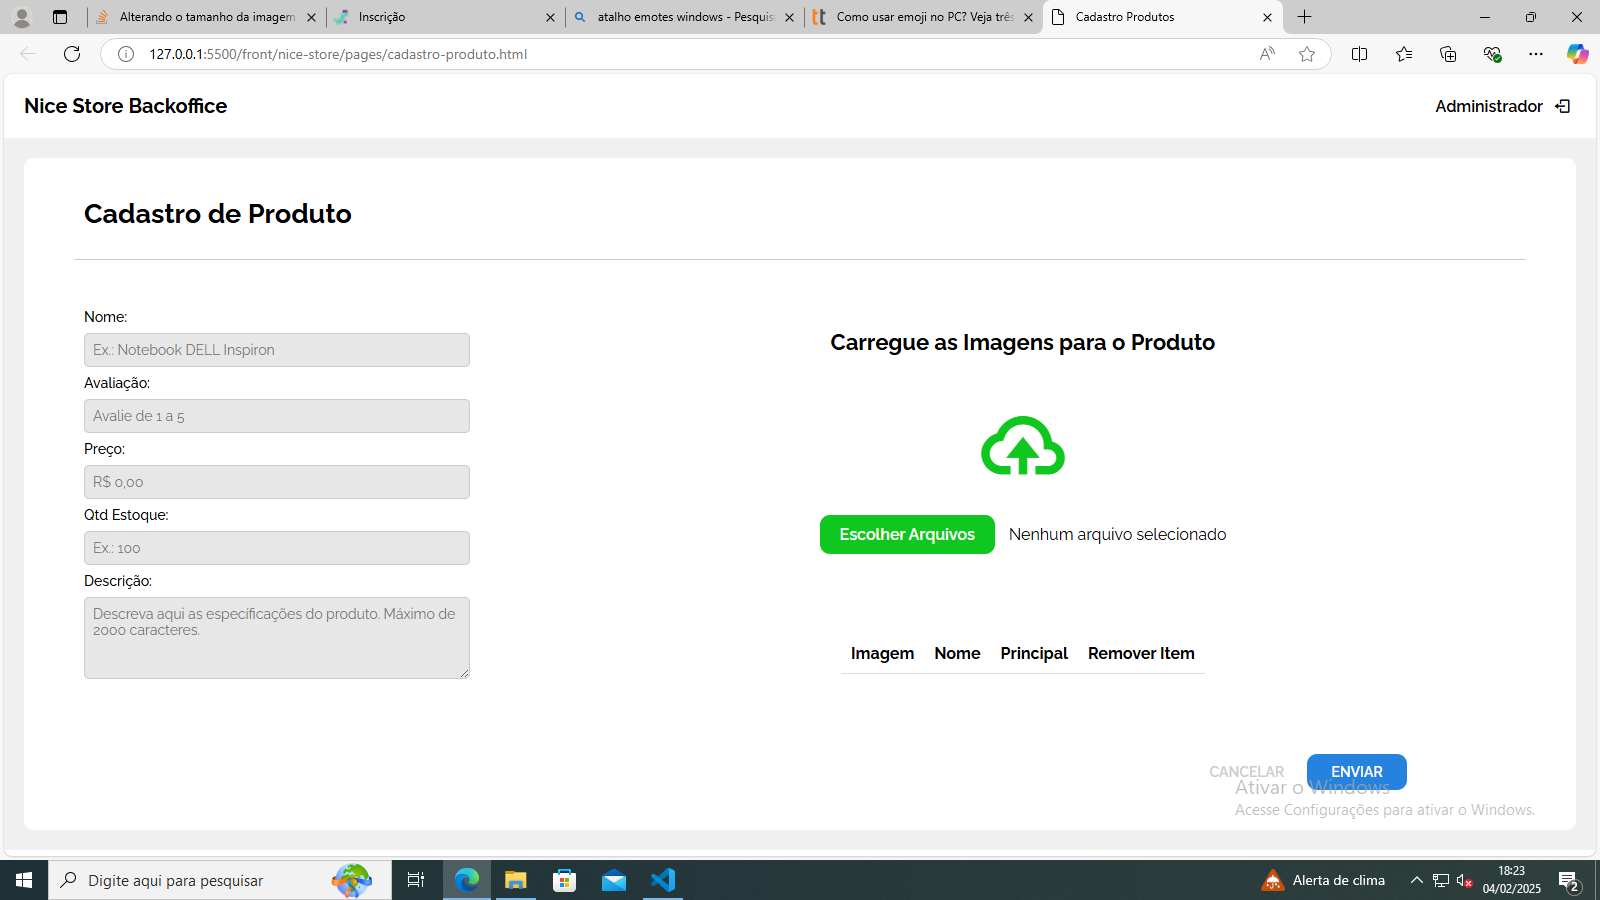 Alterando o tamanho da imagem
Inscrição
atalho emotes windows - Pesquis
Como usar emoji no PC? Veja três
Cadastro Produtos
127.0.0.1:5500/front/nice-store/pages/cadastro-produto.html
Nice Store Backoffice
Administrador
Cadastro de Produto
Nome:
Ex.: Notebook DELL Inspiron
Avaliação:
Avalie de 1 a 5
Preço:
R$ 0,00
Qtd Estoque:
Ex.: 100
Descrição:
Descreva aqui as específicações do produto. Máximo de
2000 caracteres.
Carregue as Imagens para o Produto
Escolher Arquivos
Nenhum arquivo selecionado
Imagem Nome Principal Remover Item
CANCELAR
ENVIAR
Ativar o Windows
Acesse Configurações para ativar o Windows.
Digite aqui para pesquisar
Alerta de clima
18:23
04/02/2025
2